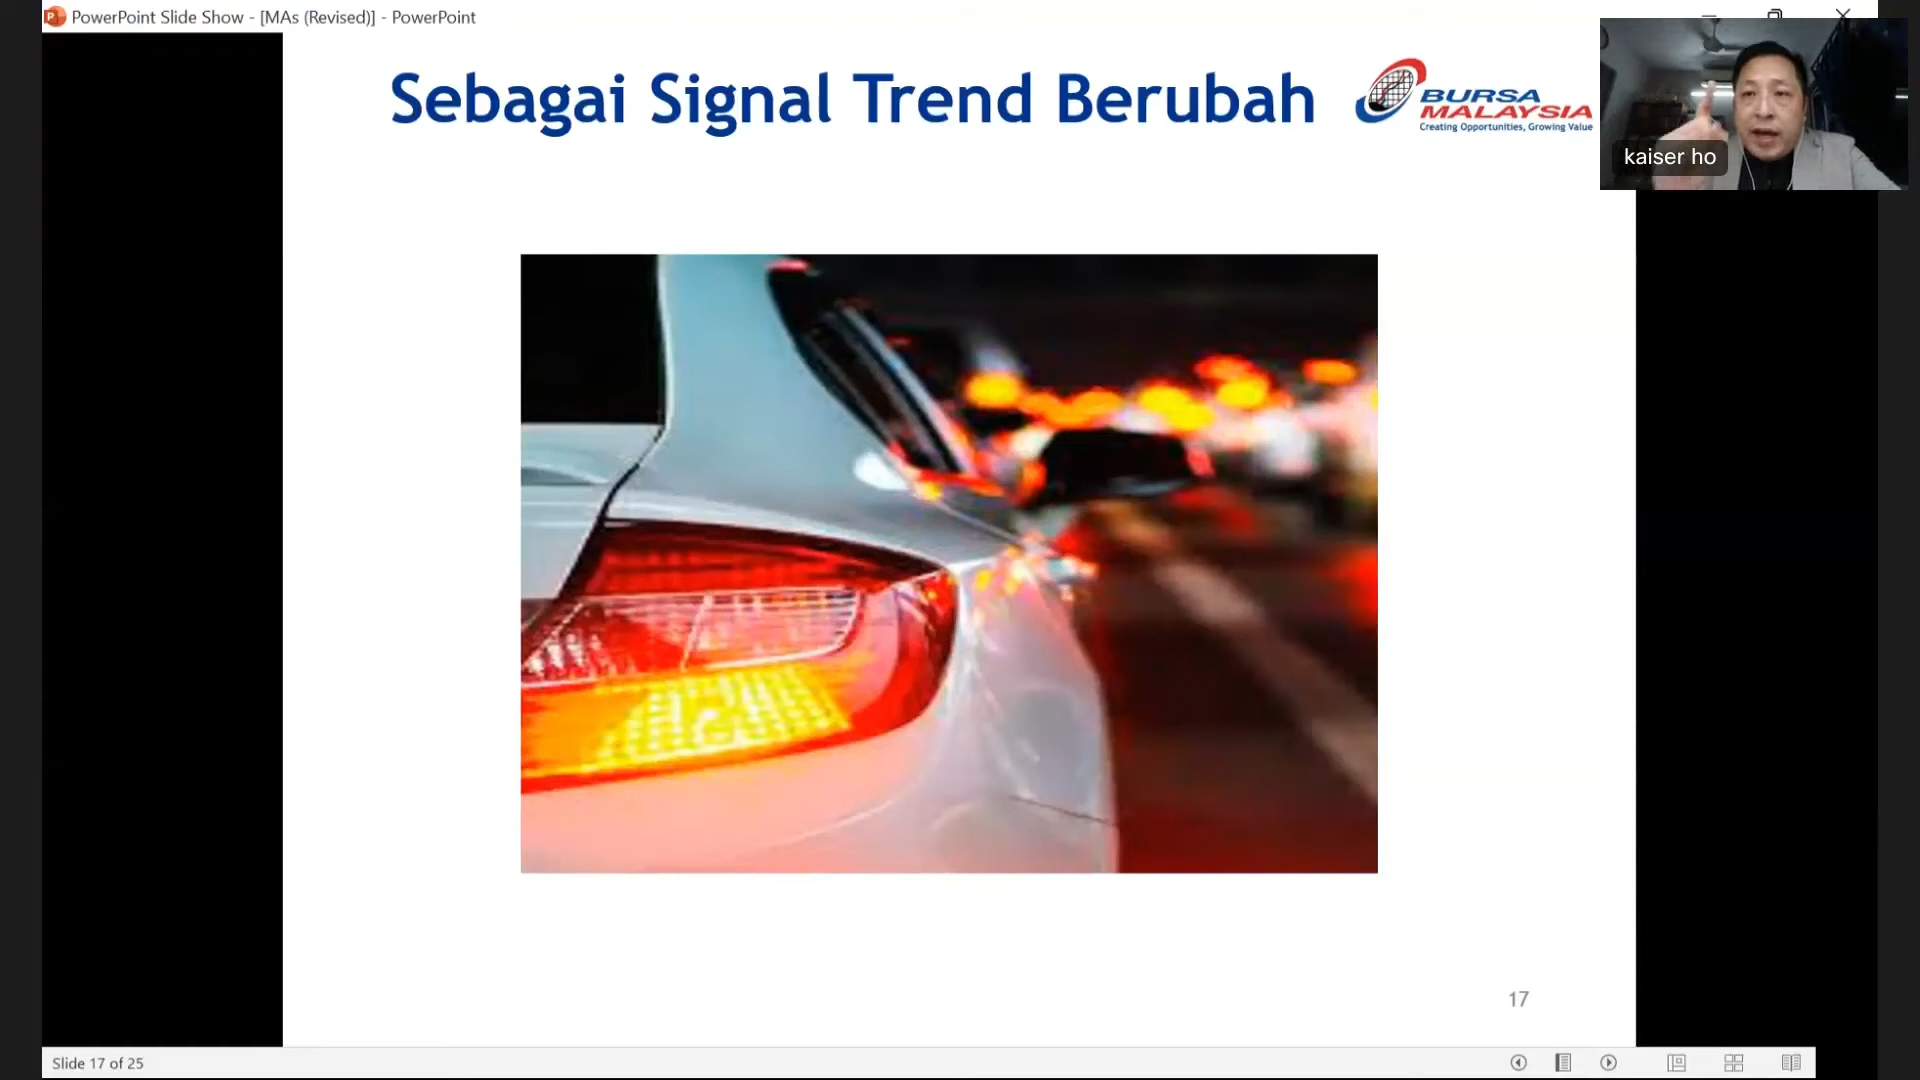 PowerPoint Slide Show - [MAs (Revised)] - PowerPoint
Sebagai Signal Trend Berubah
BURSA
MALAYSIA
Creating Opportunities, Growing Value
kaiser ho
17
Slide 17 of 25